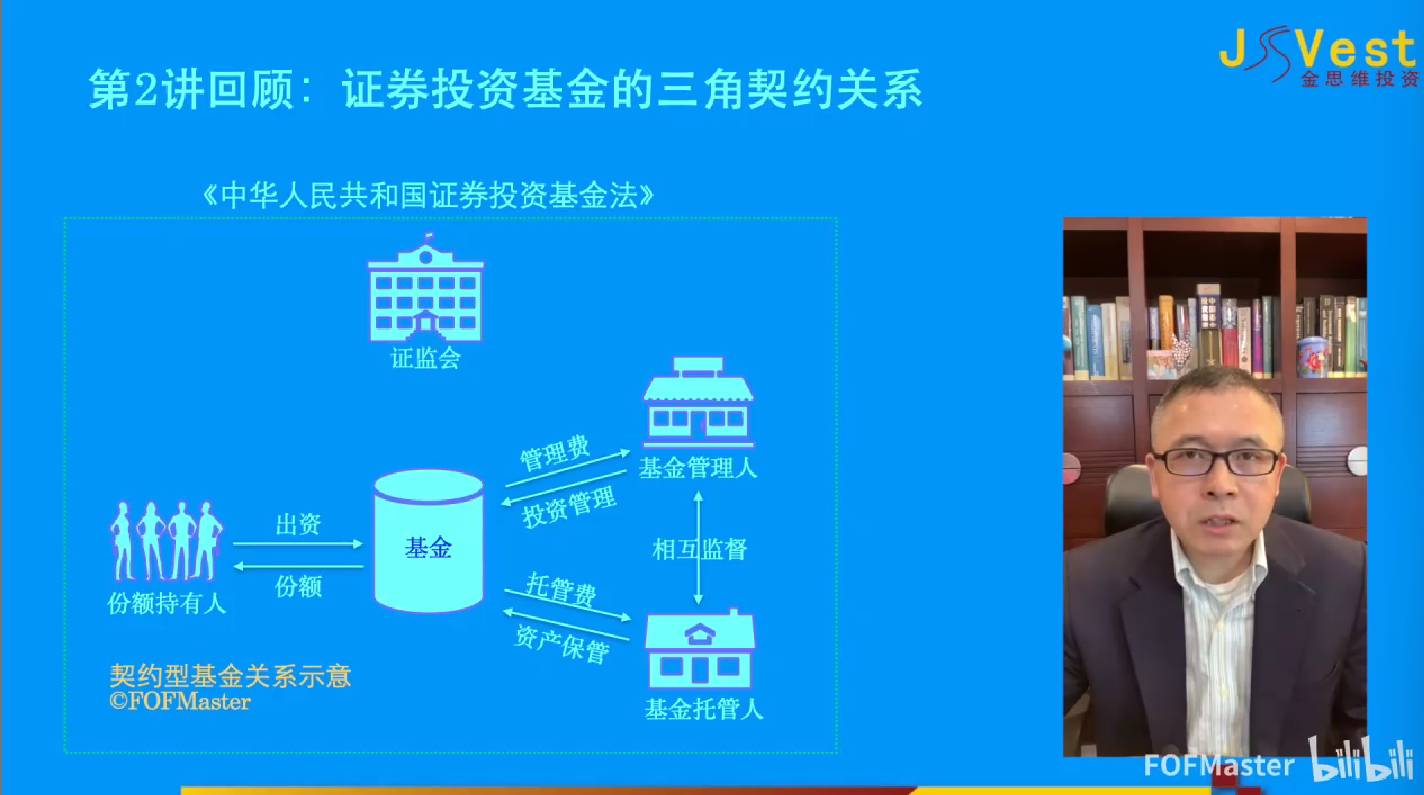 JSVest
金思维投资
第2讲回顾：证券投资基金的三角契约关系
《中华人民共和国证券投资基金法》
证监会
管理费
投资管理
基金管理人
出资
份额
份额持有人
基金
相互监督
托管费
资产保管
基金托管人
契约型基金关系示意
©FOFMaster
FOFMaster
bilibili